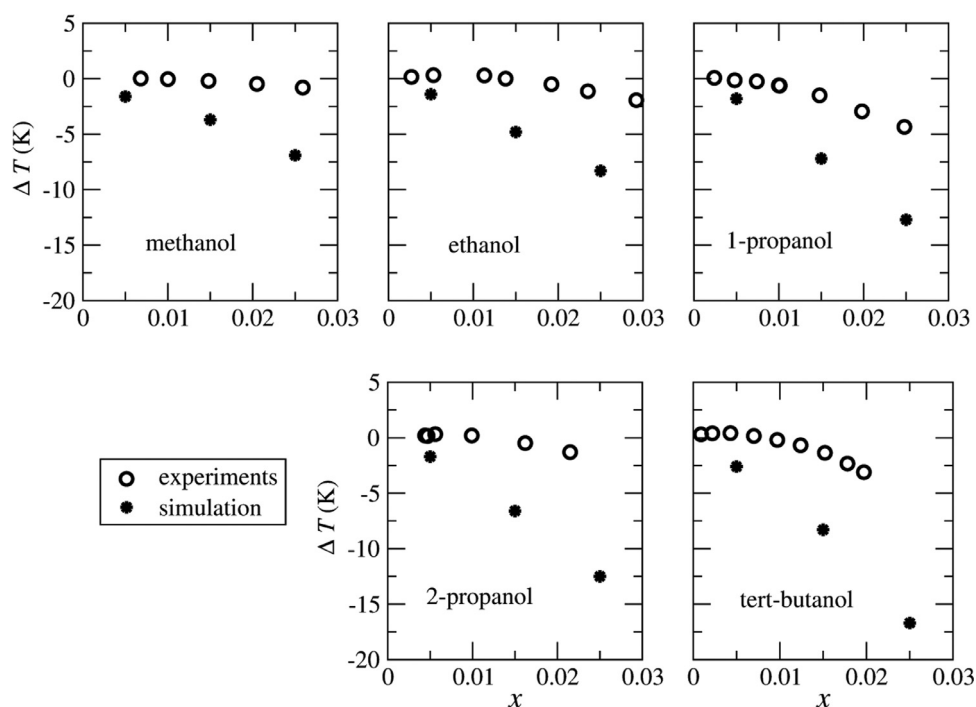 5
0
-5
-10
-15
-20
Δ T (K)
methanol
ethanol
1-propanol
0 0.01 0.02 0.03
0 0.01 0.02 0.03
0 0.01 0.02 0.03
5
0
-5
-10
-15
-20
Δ T (K)
experiments
simulation
2-propanol
tert-butanol
0 0.01 0.02 0.03
0 0.01 0.02 0.03
x
x